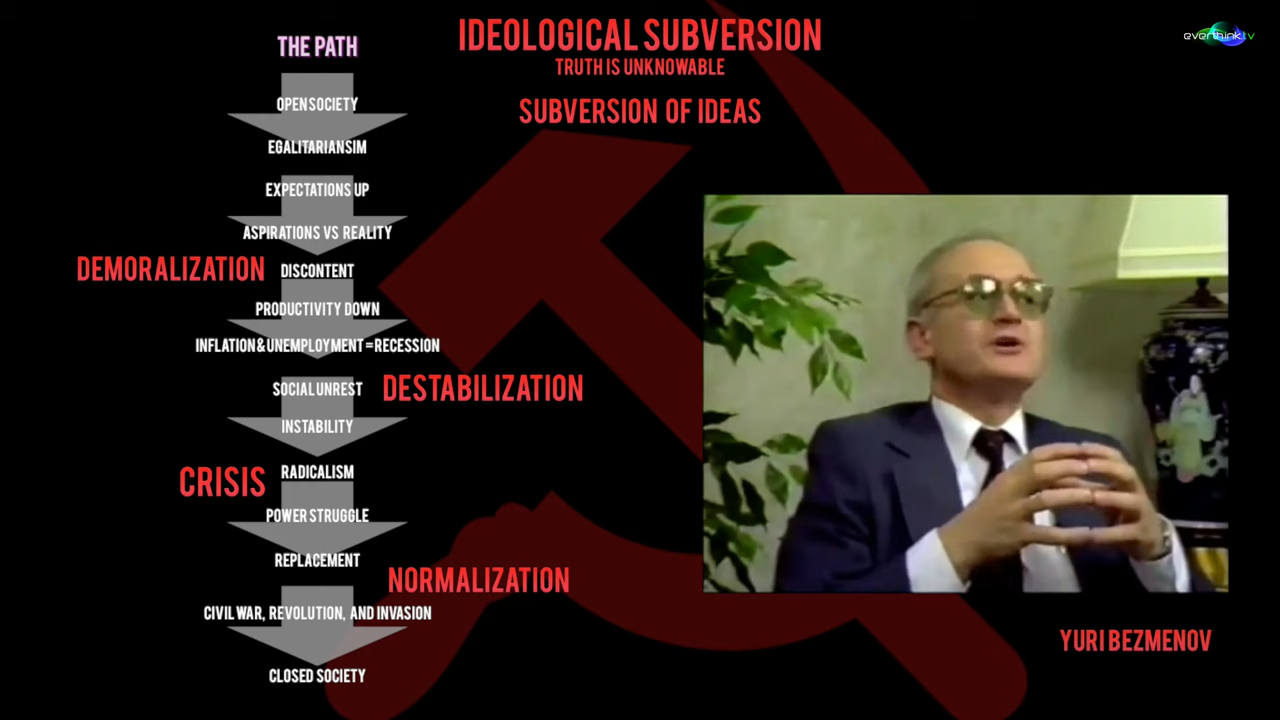 THE PATH
OPEN SOCIETY
EGALITARIANSIM
EXPECTATIONS UP
ASPIRATIONS VS REALITY
DEMORALIZATION
DISCONTENT
PRODUCTIVITY DOWN
INFLATION & UNEMPLOYMENT = RECESSION
SOCIAL UNREST
DESTABILIZATION
INSTABILITY
CRISIS
RADICALISM
POWER STRUGGLE
REPLACEMENT
NORMALIZATION
CIVIL WAR, REVOLUTION, AND INVASION
CLOSED SOCIETY
IDEOLOGICAL SUBVERSION
TRUTH IS UNKNOWABLE
SUBVERSION OF IDEAS
everthink.tv
YURI BEZMENOV